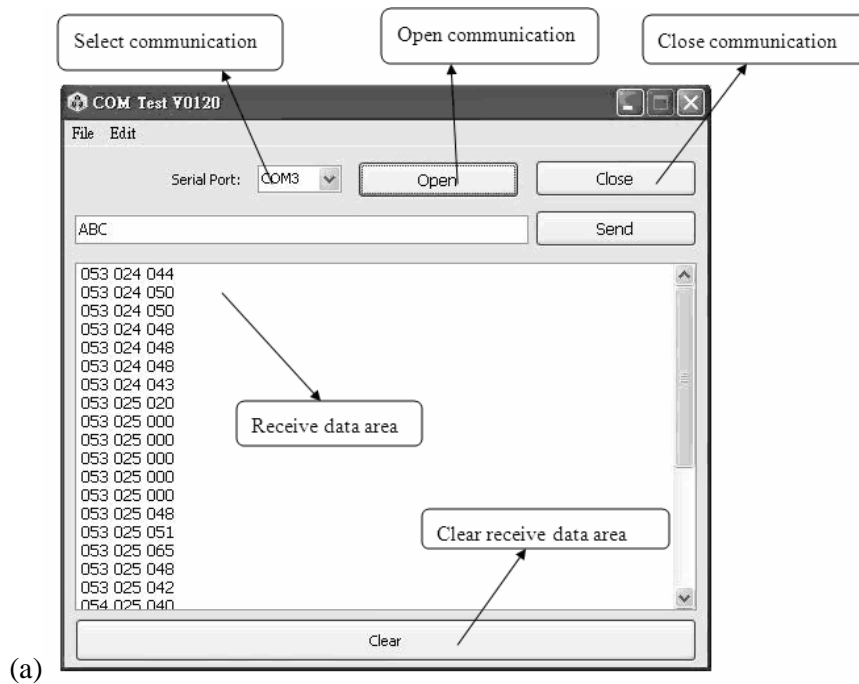 Select communication
Open communication
Close communication
COM Test V0120
File Edit
Serial Port: COM3 Open Close
ABC Send
053 024 044
053 024 050
053 024 050
053 024 048
053 024 048
053 024 048
053 024 043
053 025 020
053 025 000
053 025 000
053 025 000
053 025 000
053 025 000
053 025 048
053 025 051
053 025 065
053 025 048
053 025 042
054 025 040
Receive data area
Clear receive data area
Clear
(a)